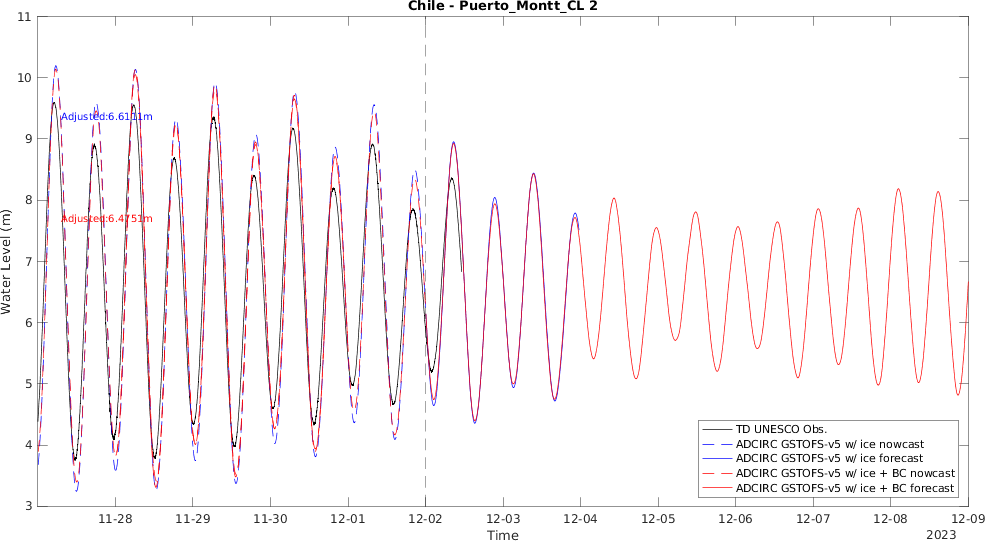 Chile - Puerto_Montt_CL 2
11
10
9
8
7
6
5
4
3
Water Level (m)
Adjusted:6.6111m
Adjusted:6.4751m
TD UNESCO Obs.
ADCIRC GSTOFS-v5 w/ ice nowcast
ADCIRC GSTOFS-v5 w/ ice forecast
ADCIRC GSTOFS-v5 w/ ice + BC nowcast
ADCIRC GSTOFS-v5 w/ ice + BC forecast
11-28 11-29 11-30 12-01 12-02 12-03 12-04 12-05 12-06 12-07 12-08 12-09
Time
2023